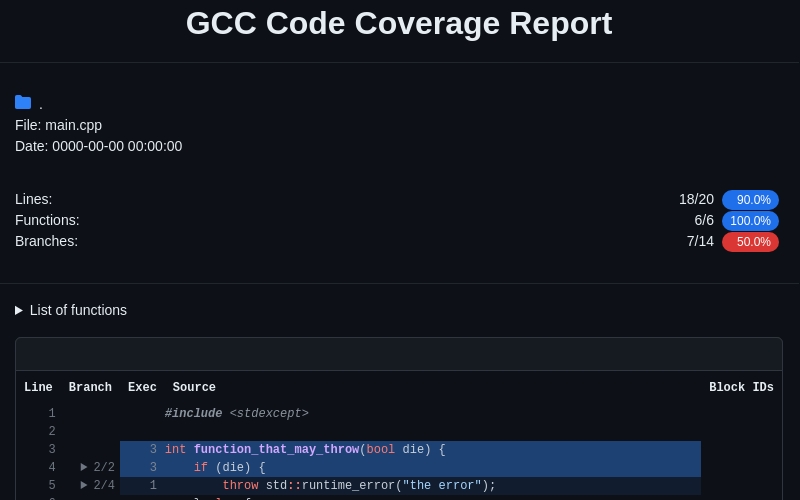 GCC Code Coverage Report
.
File: main.cpp
Date: 0000-00-00 00:00:00
Lines: 18/20 90.0%
Functions: 6/6 100.0%
Branches: 7/14 50.0%
List of functions
Line Branch Exec Source Block IDs
1 #include <stdexcept>
2
3 3 int function_that_may_throw(bool die) {
4 2/2 3 if (die) {
5 2/4 1 throw std::runtime_error("the error");